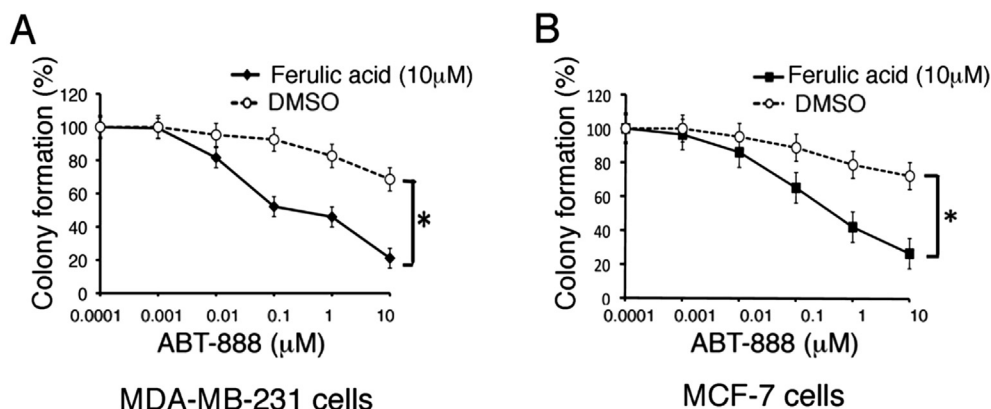 A
Ferulic acid (10μM)
DMSO
Colony formation (%)
120
100
80
60
40
20
0
0.0001 0.001 0.01 0.1 1 10
ABT-888 (μM)
*
MDA-MB-231 cells
B
Ferulic acid (10μM)
DMSO
Colony formation (%)
120
100
80
60
40
20
0
0.0001 0.001 0.01 0.1 1 10
ABT-888 (μM)
*
MCF-7 cells